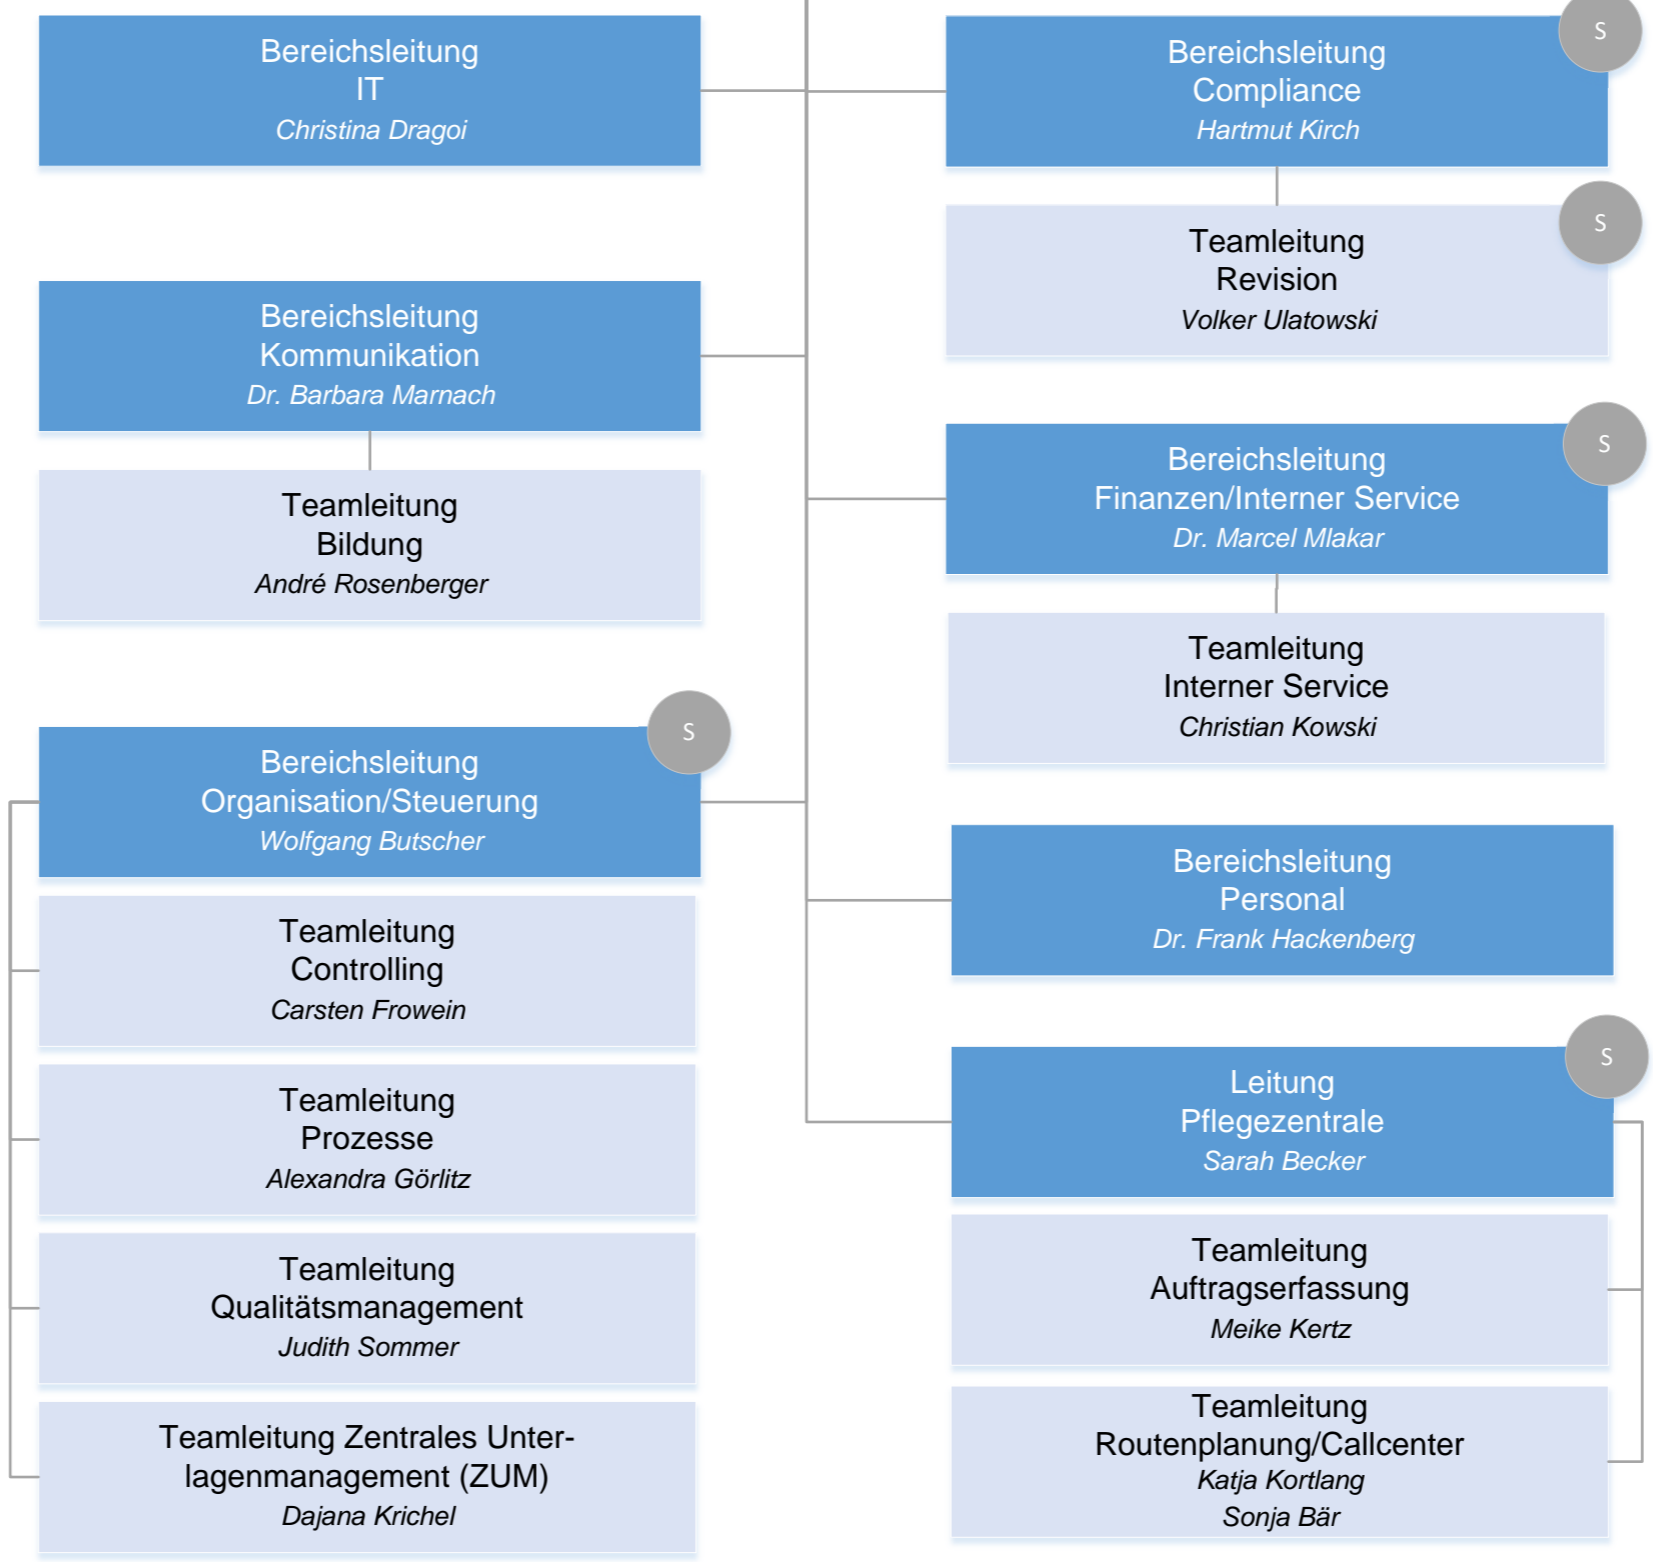 Bereichsleitung
IT
Christina Dragoi
Bereichsleitung
Kommunikation
Dr. Barbara Marnach
Teamleitung
Bildung
André Rosenberger
S
Bereichsleitung
Organisation/Steuerung
Wolfgang Butscher
Teamleitung
Controlling
Carsten Frowein
Teamleitung
Prozesse
Alexandra Görlitz
Teamleitung
Qualitätsmanagement
Judith Sommer
Teamleitung Zentrales Unter-
lagenmanagement (ZUM)
Dajana Krichel
S
Bereichsleitung
Compliance
Hartmut Kirch
S
Teamleitung
Revision
Volker Ulatowski
S
Bereichsleitung
Finanzen/Interner Service
Dr. Marcel Mlakar
Teamleitung
Interner Service
Christian Kowski
Bereichsleitung
Personal
Dr. Frank Hackenberg
S
Leitung
Pflegezentrale
Sarah Becker
Teamleitung
Auftragserfassung
Meike Kertz
Teamleitung
Routenplanung/Callcenter
Katja Kortlang
Sonja Bär